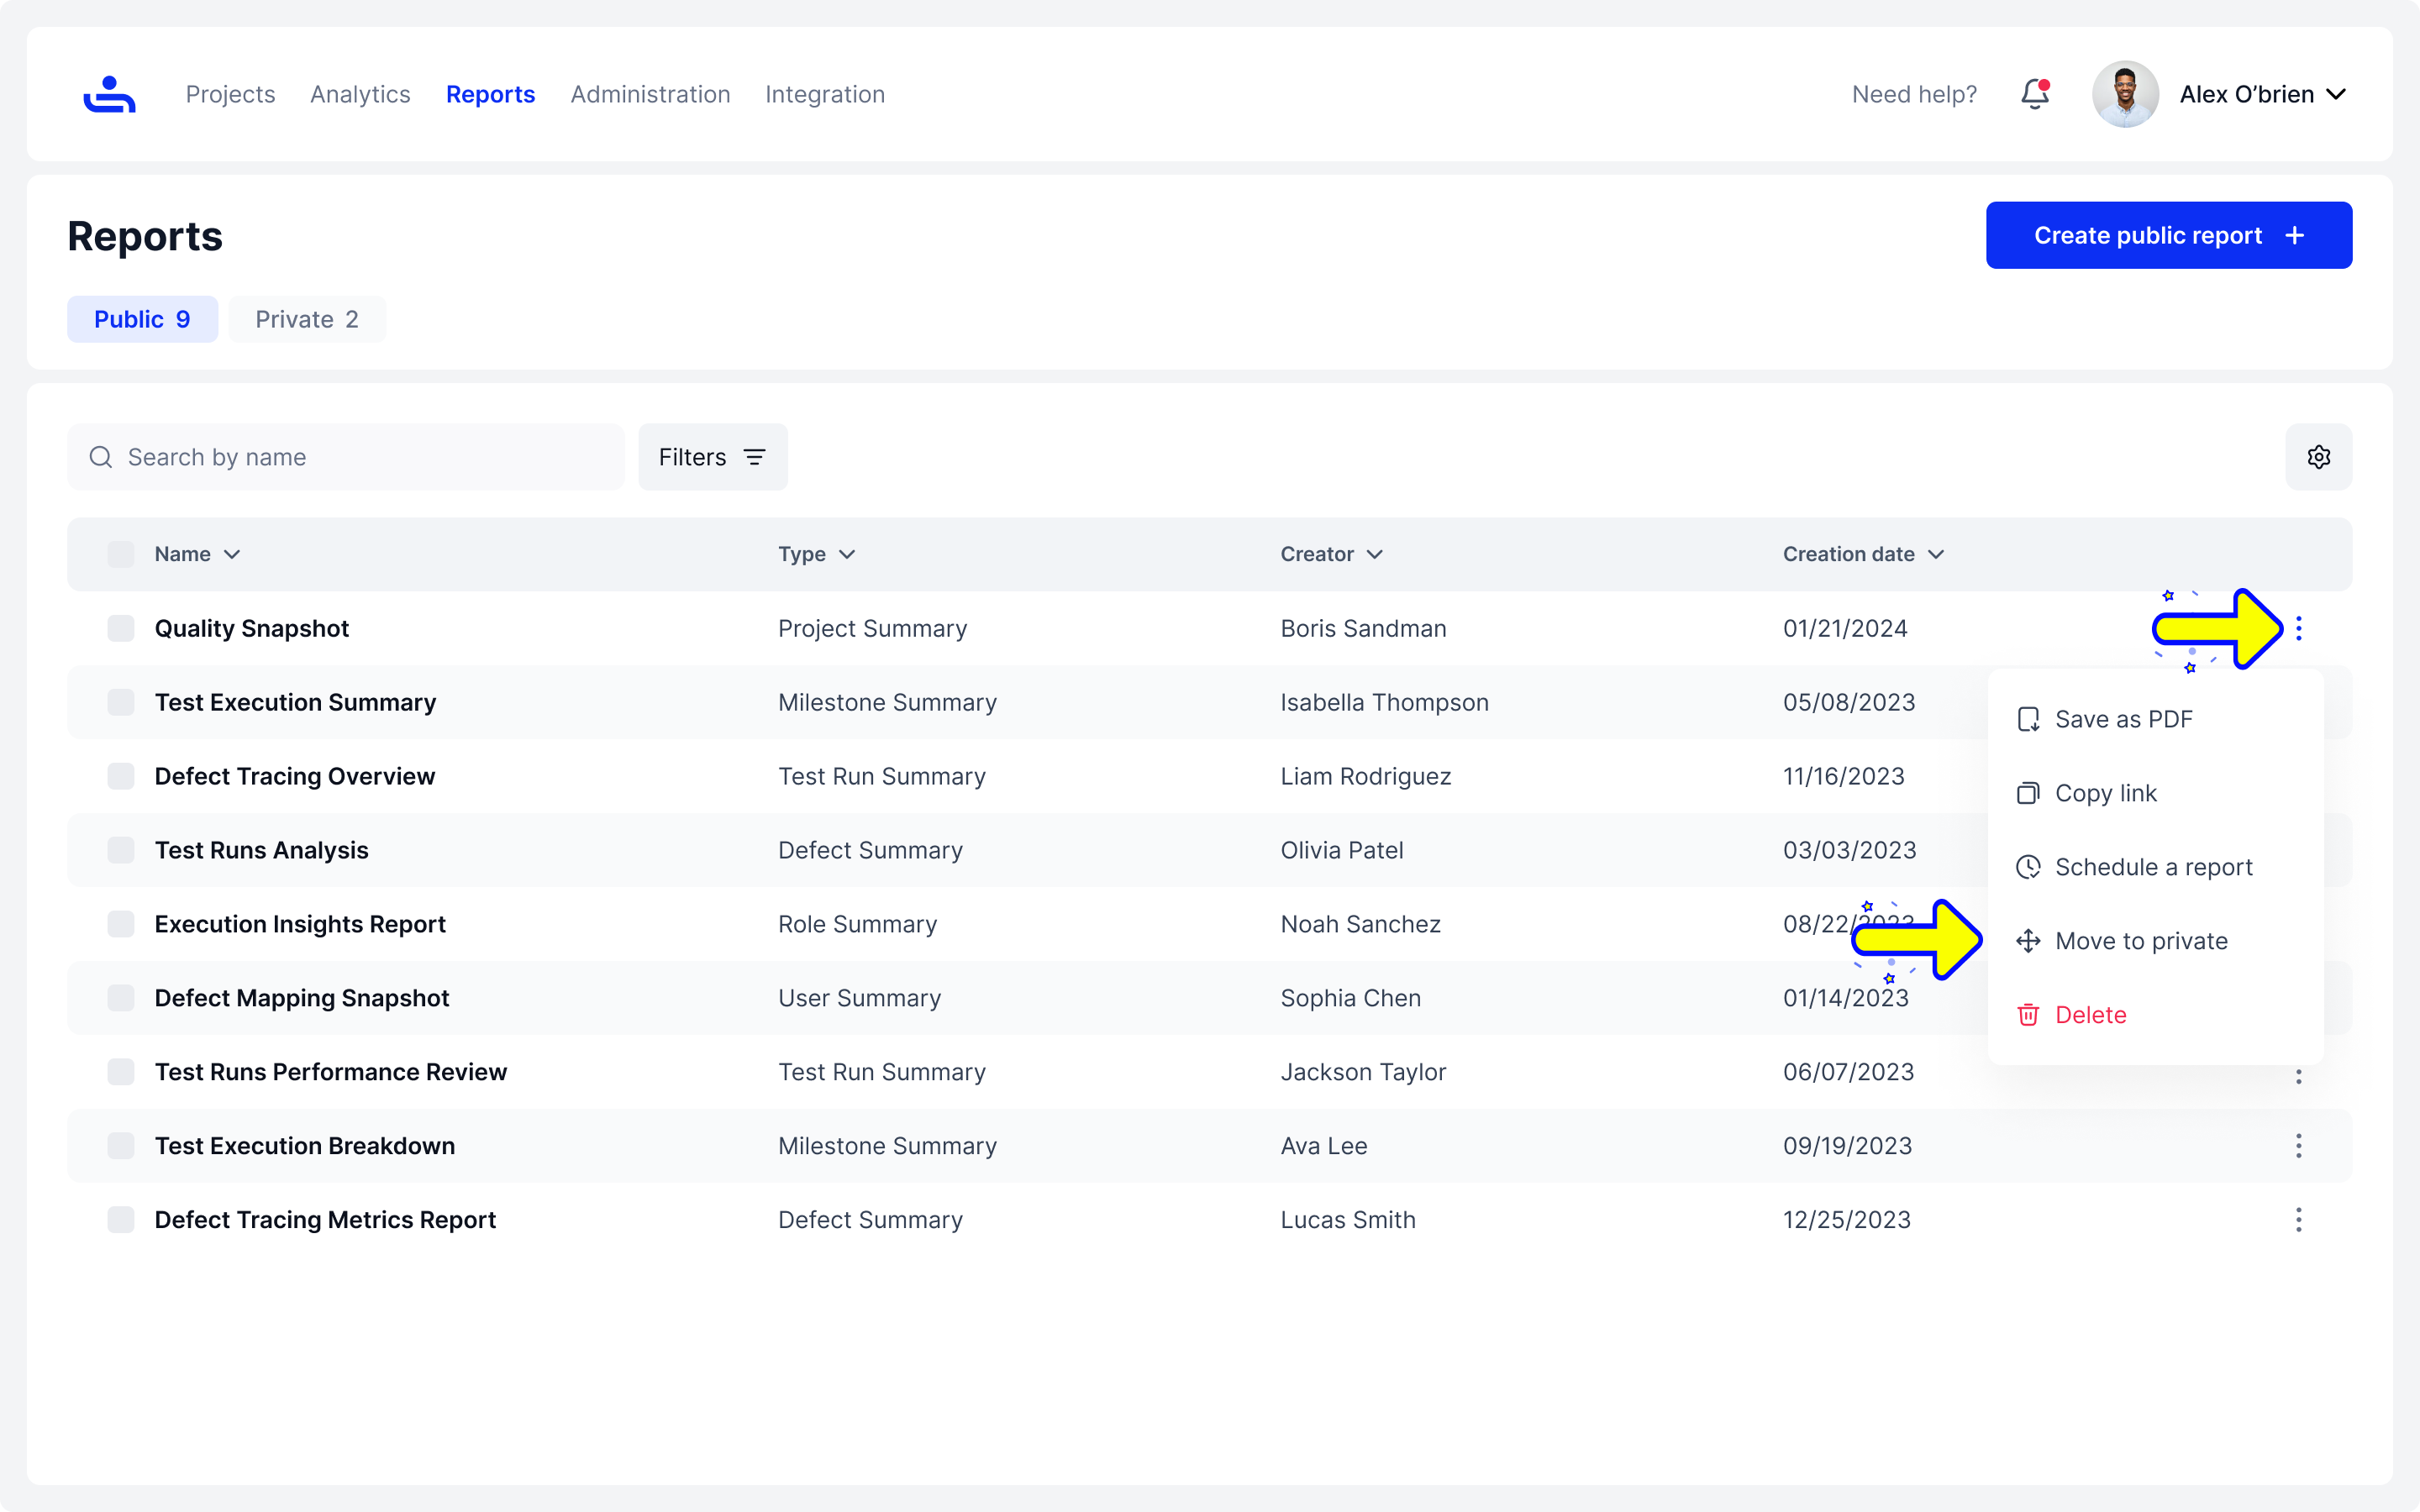 Projects Analytics Reports Administration Integration Need help? Alex O’brien
Reports Create public report
Public 9 Private 2
Search by name Filters
Name Type Creator Creation date
Quality Snapshot Project Summary Boris Sandman 01/21/2024
Test Execution Summary Milestone Summary Isabella Thompson 05/08/2023
Save as PDF
Defect Tracing Overview Test Run Summary Liam Rodriguez 11/16/2023
Copy link
Test Runs Analysis Defect Summary Olivia Patel 03/03/2023
Schedule a report
Execution Insights Report Role Summary Noah Sanchez 08/22/2023
Move to private
Defect Mapping Snapshot User Summary Sophia Chen 01/14/2023
Delete
Test Runs Performance Review Test Run Summary Jackson Taylor 06/07/2023
Test Execution Breakdown Milestone Summary Ava Lee 09/19/2023
Defect Tracing Metrics Report Defect Summary Lucas Smith 12/25/2023